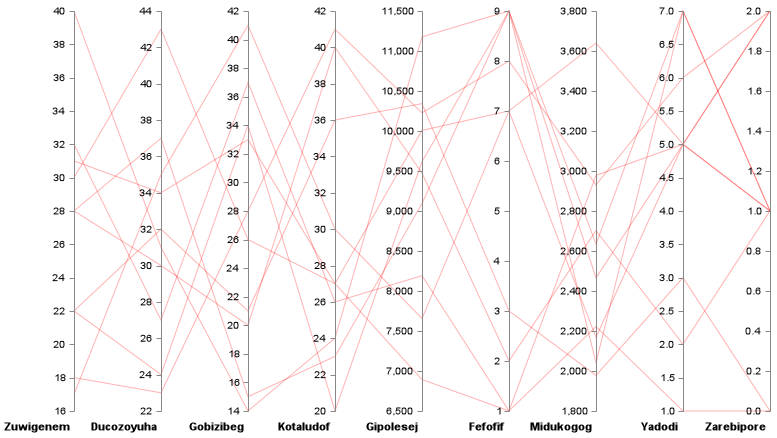 40 44 42 42 11,500 9 3,800 7.0 2.0
38 42 40 40 11,000 8 3,600 6.5 1.8
36 40 38 38 10,500 7 3,400 6.0 1.6
34 38 36 36 10,000 6 3,200 5.5 1.4
32 36 34 34 9,500 5 3,000 5.0 1.2
30 34 32 32 9,000 4 2,800 4.5 1.0
28 32 30 30 8,500 3 2,600 4.0 0.8
26 30 28 28 8,000 2 2,400 3.5 0.6
24 28 26 26 7,500 1 2,200 3.0 0.4
22 26 24 24 7,000 2,000 2.5 0.2
20 24 22 22 6,500 1,800 2.0 0.0
18 22 20 20 1.5
16 18 1.0
16
14
Zuwigenem Ducozoyuha Gobizibeg Kotaludof Gipolesej Fefofif Midukogog Yadodi Zarebipore